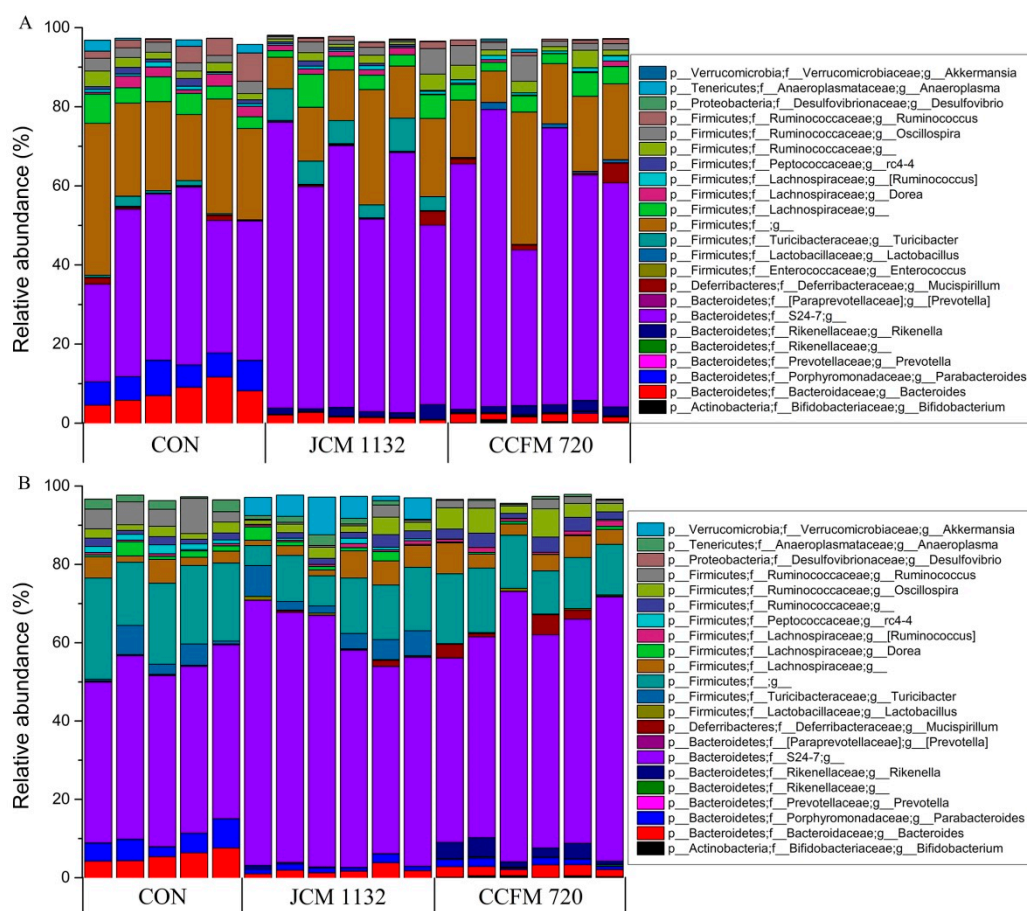 A
Relative abundance (%)
100
80
60
40
20
0
CON
JCM 1132
CCFM 720
p__Verrucomicrobia;f__Verrucomicrobiaceae;g__Akkermansia
p__Tenericutes;f__Anaeroplasmataceae;g__Anaeroplasma
p__Proteobacteria;f__Desulfovibrionaceae;g__Desulfovibrio
p__Firmicutes;f__Ruminococcaceae;g__Ruminococcus
p__Firmicutes;f__Ruminococcaceae;g__Oscillospira
p__Firmicutes;f__Ruminococcaceae;g__
p__Firmicutes;f__Peptococcaceae;g__rc4-4
p__Firmicutes;f__Lachnospiraceae;g__[Ruminococcus]
p__Firmicutes;f__Lachnospiraceae;g__Dorea
p__Firmicutes;f__Lachnospiraceae;g__
p__Firmicutes;f__;g__
p__Firmicutes;f__Turicibacteraceae;g__Turicibacter
p__Firmicutes;f__Lactobacillaceae;g__Lactobacillus
p__Firmicutes;f__Enterococcaceae;g__Enterococcus
p__Deferribacteres;f__Deferribacteraceae;g__Mucispirillum
p__Bacteroidetes;f__[Paraprevotellaceae];g__[Prevotella]
p__Bacteroidetes;f__S24-7;g__
p__Bacteroidetes;f__Rikenellaceae;g__Rikenella
p__Bacteroidetes;f__Rikenellaceae;g__
p__Bacteroidetes;f__Prevotellaceae;g__Prevotella
p__Bacteroidetes;f__Porphyromonadaceae;g__Parabacteroides
p__Bacteroidetes;f__Bacteroidaceae;g__Bacteroides
p__Actinobacteria;f__Bifidobacteriaceae;g__Bifidobacterium
B
Relative abundance (%)
100
80
60
40
20
0
CON
JCM 1132
CCFM 720
p__Verrucomicrobia;f__Verrucomicrobiaceae;g__Akkermansia
p__Tenericutes;f__Anaeroplasmataceae;g__Anaeroplasma
p__Proteobacteria;f__Desulfovibrionaceae;g__Desulfovibrio
p__Firmicutes;f__Ruminococcaceae;g__Ruminococcus
p__Firmicutes;f__Ruminococcaceae;g__Oscillospira
p__Firmicutes;f__Ruminococcaceae;g__
p__Firmicutes;f__Peptococcaceae;g__rc4-4
p__Firmicutes;f__Lachnospiraceae;g__[Ruminococcus]
p__Firmicutes;f__Lachnospiraceae;g__Dorea
p__Firmicutes;f__Lachnospiraceae;g__
p__Firmicutes;f__;g__
p__Firmicutes;f__Turicibacteraceae;g__Turicibacter
p__Firmicutes;f__Lactobacillaceae;g__Lactobacillus
p__Deferribacteres;f__Deferribacteraceae;g__Mucispirillum
p__Bacteroidetes;f__[Paraprevotellaceae];g__[Prevotella]
p__Bacteroidetes;f__S24-7;g__
p__Bacteroidetes;f__Rikenellaceae;g__Rikenella
p__Bacteroidetes;f__Rikenellaceae;g__
p__Bacteroidetes;f__Prevotellaceae;g__Prevotella
p__Bacteroidetes;f__Porphyromonadaceae;g__Parabacteroides
p__Bacteroidetes;f__Bacteroidaceae;g__Bacteroides
p__Actinobacteria;f__Bifidobacteriaceae;g__Bifidobacterium